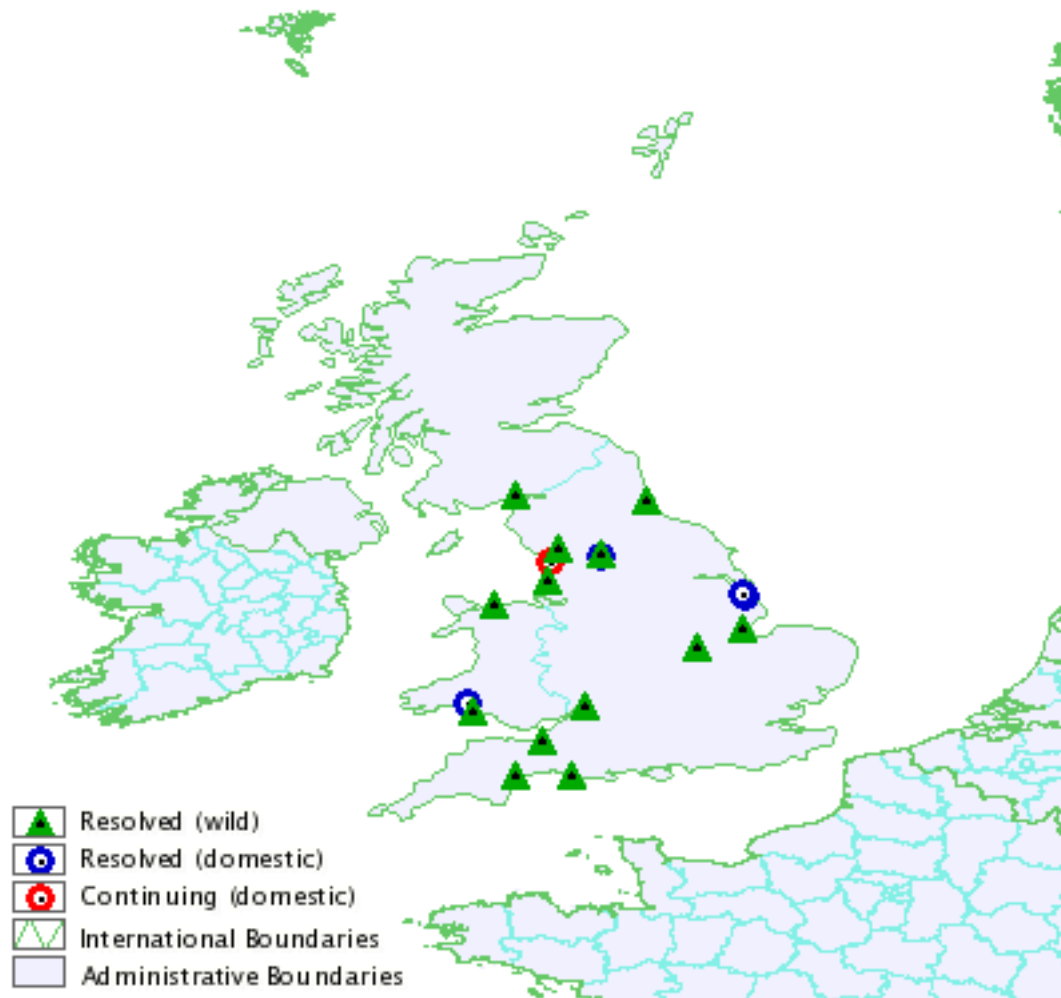 Resolved (wild)
Resolved (domestic)
Continuing (domestic)
International Boundaries
Administrative Boundaries